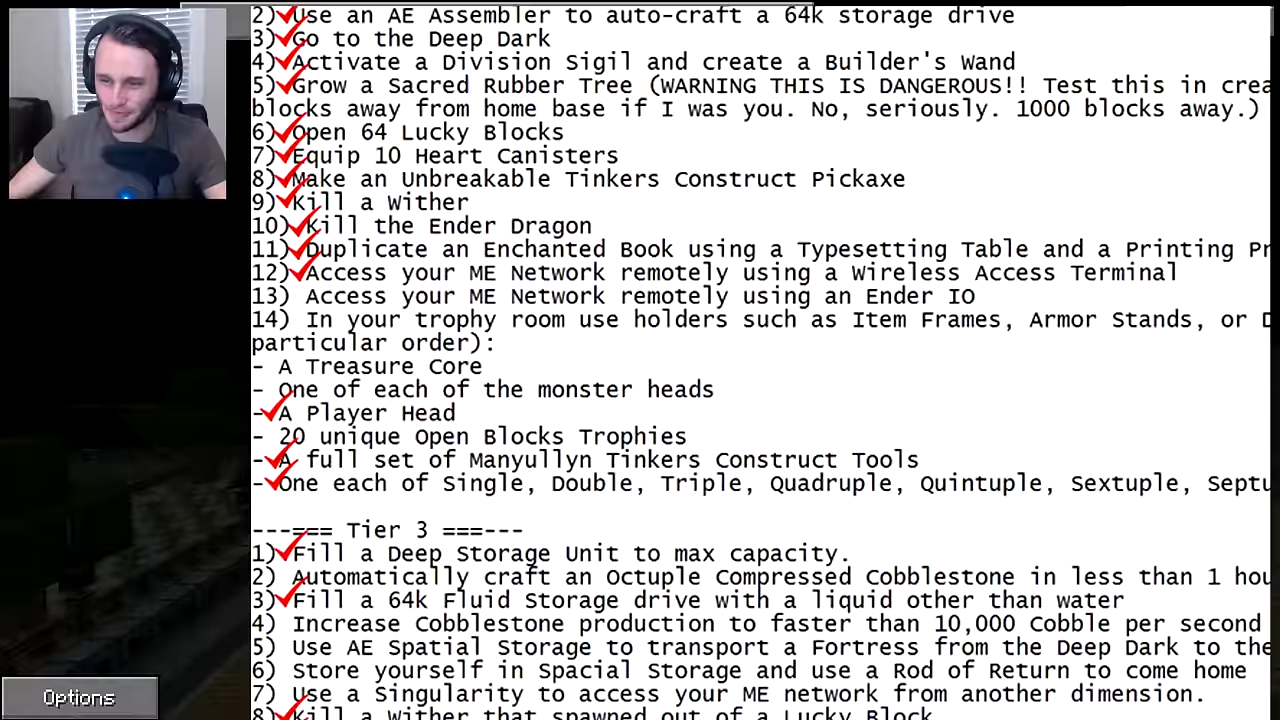 2) Use an AE Assembler to auto-craft a 64k storage drive
3) Go to the Deep Dark
4) Activate a Division Sigil and create a Builder's Wand
5) Grow a Sacred Rubber Tree (WARNING THIS IS DANGEROUS!! Test this in crea
blocks away from home base if I was you. No, seriously. 1000 blocks away.)
6) Open 64 Lucky Blocks
7) Equip 10 Heart Canisters
8) Make an Unbreakable Tinkers Construct Pickaxe
9) Kill a Wither
10) Kill the Ender Dragon
11) Duplicate an Enchanted Book using a Typesetting Table and a Printing Pr
12) Access your ME Network remotely using a Wireless Access Terminal
13) Access your ME Network remotely using an Ender IO
14) In your trophy room use holders such as Item Frames, Armor Stands, or D
particular order):
- A Treasure Core
- One of each of the monster heads
- A Player Head
- 20 unique Open Blocks Trophies
- A full set of Manyullyn Tinkers Construct Tools
- One each of Single, Double, Triple, Quadruple, Quintuple, Sextuple, Septu
---=== Tier 3 ===---
1) Fill a Deep Storage Unit to max capacity.
2) Automatically craft an Octuple Compressed Cobblestone in less than 1 hou
3) Fill a 64k Fluid Storage drive with a liquid other than water
4) Increase Cobblestone production to faster than 10,000 Cobble per second
5) Use AE Spatial Storage to transport a Fortress from the Deep Dark to the
6) Store yourself in Spacial Storage and use a Rod of Return to come home
7) Use a Singularity to access your ME network from another dimension.
8) Kill a Wither that spawned out of a Lucky Block
Options